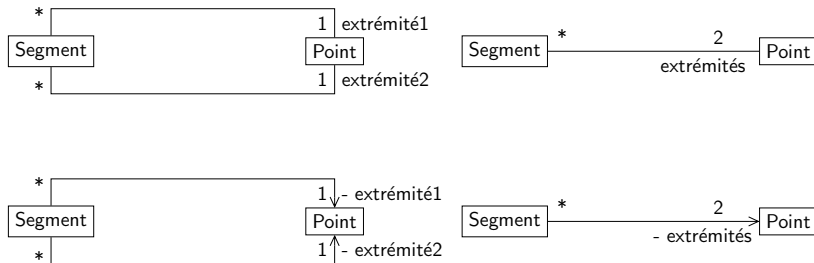 * 1 extrémité1
Segment Point
* 1 extrémité2
* 2
Segment Point
extrémités
* 1 - extrémité1
Segment Point
* 1 - extrémité2
* 2
Segment Point
- extrémités